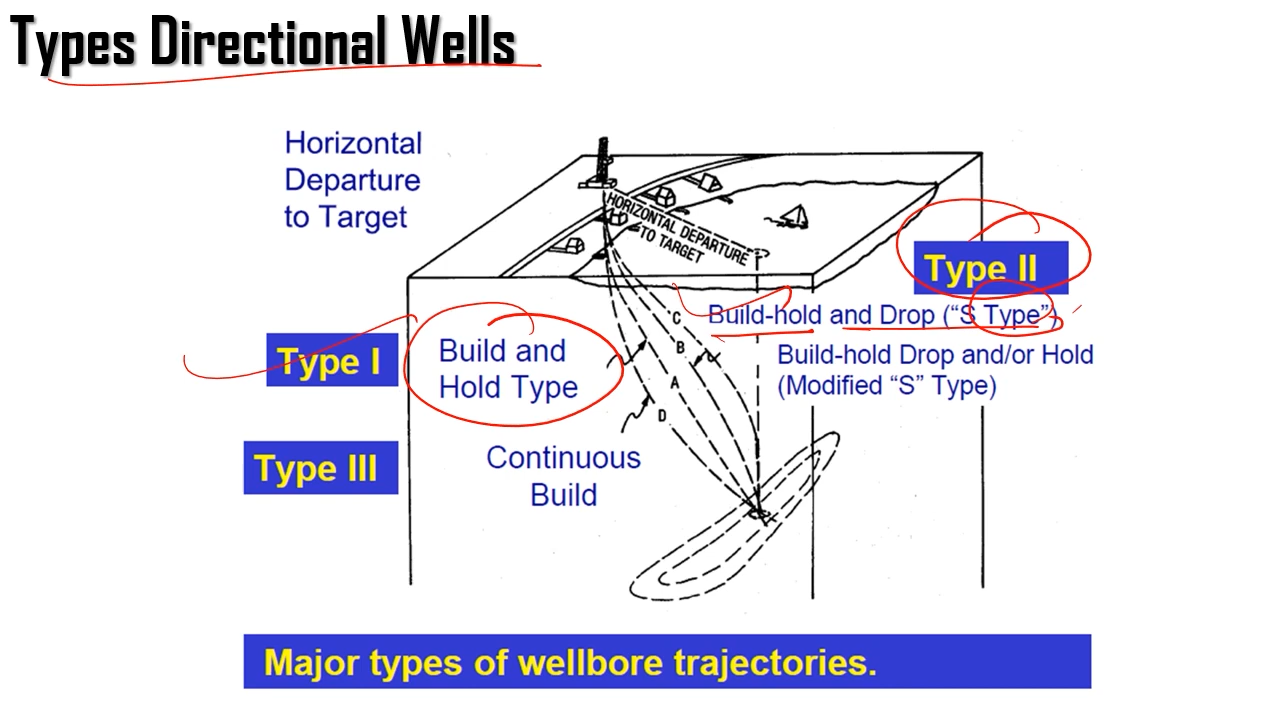 Types Directional Wells
Horizontal
Departure
to Target
HORIZONTAL DEPARTURE
TO TARGET
Type II
Build-hold and Drop (“S Type”)
Build-hold Drop and/or Hold
(Modified “S” Type)
Type I
Build and
Hold Type
C
B
A
D
Type III
Continuous
Build
Major types of wellbore trajectories.